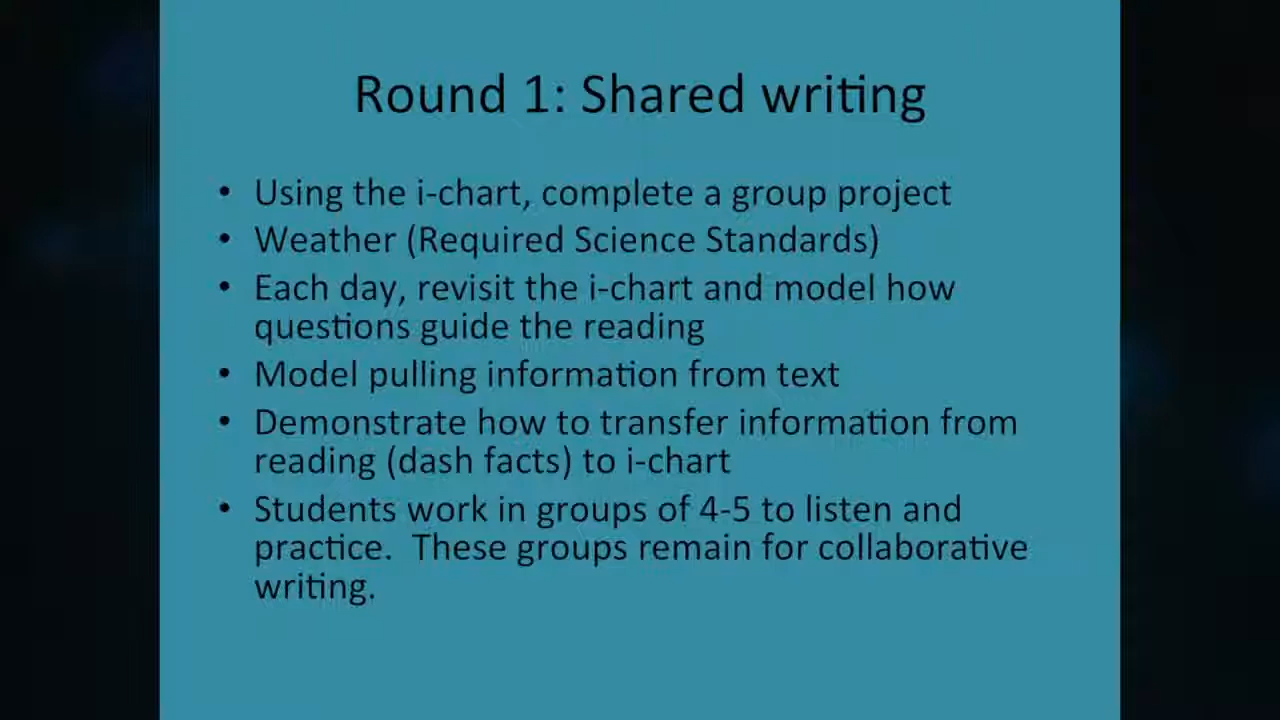 Round 1: Shared writing
• Using the i-chart, complete a group project
• Weather (Required Science Standards)
• Each day, revisit the i-chart and model how
questions guide the reading
• Model pulling information from text
• Demonstrate how to transfer information from
reading (dash facts) to i-chart
• Students work in groups of 4-5 to listen and
practice.  These groups remain for collaborative
writing.